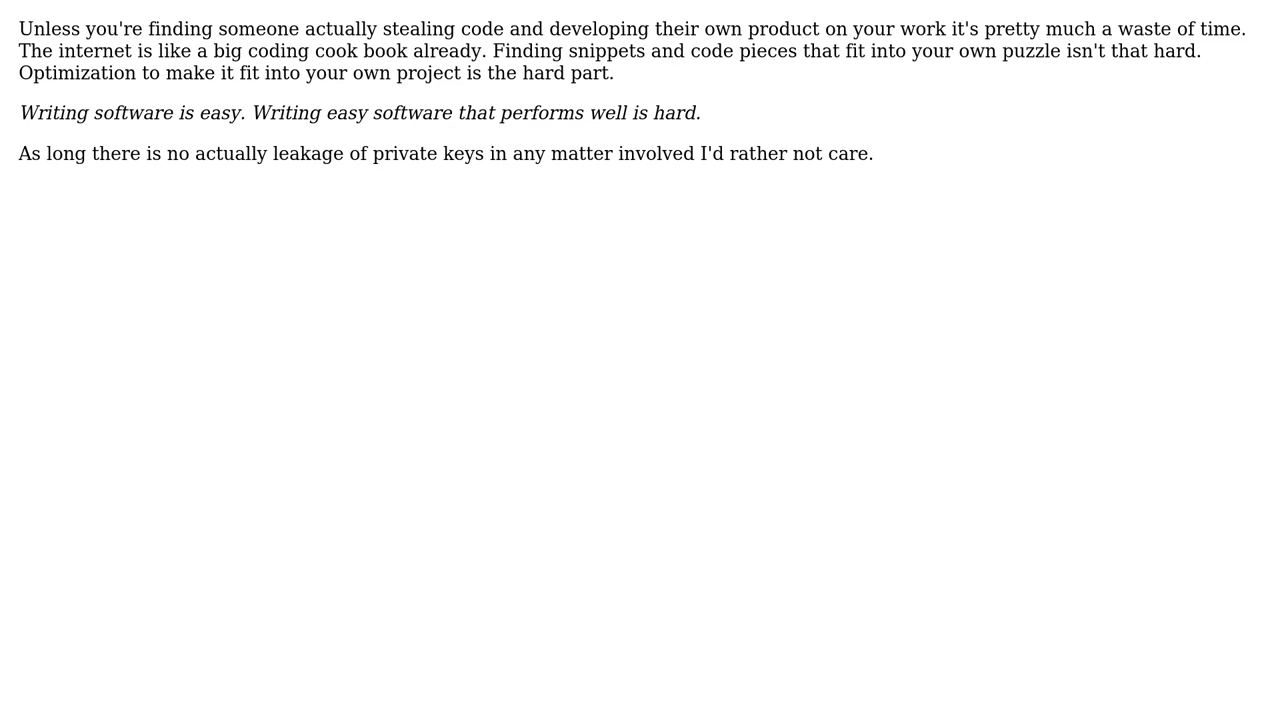 Unless you're finding someone actually stealing code and developing their own product on your work it's pretty much a waste of time.
The internet is like a big coding cook book already. Finding snippets and code pieces that fit into your own puzzle isn't that hard.
Optimization to make it fit into your own project is the hard part.
Writing software is easy. Writing easy software that performs well is hard.
As long there is no actually leakage of private keys in any matter involved I'd rather not care.